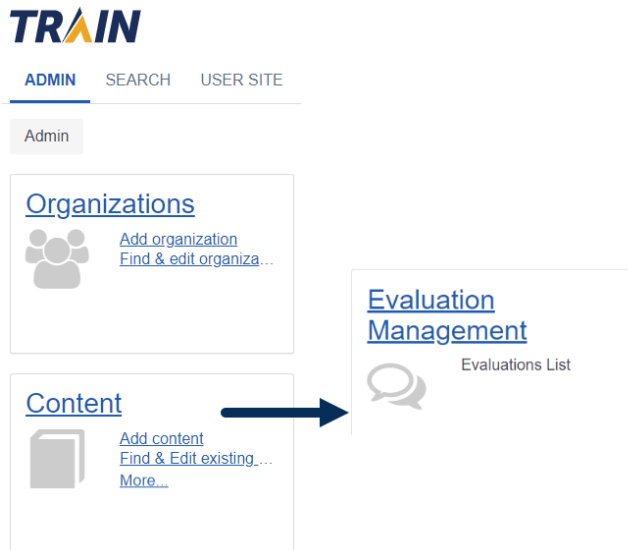 TRAIN
ADMIN SEARCH USER SITE
Admin
Organizations
Add organization
Find & edit organiza...
Content
Add content
Find & Edit existing ...
More...
Evaluation
Management
Evaluations List